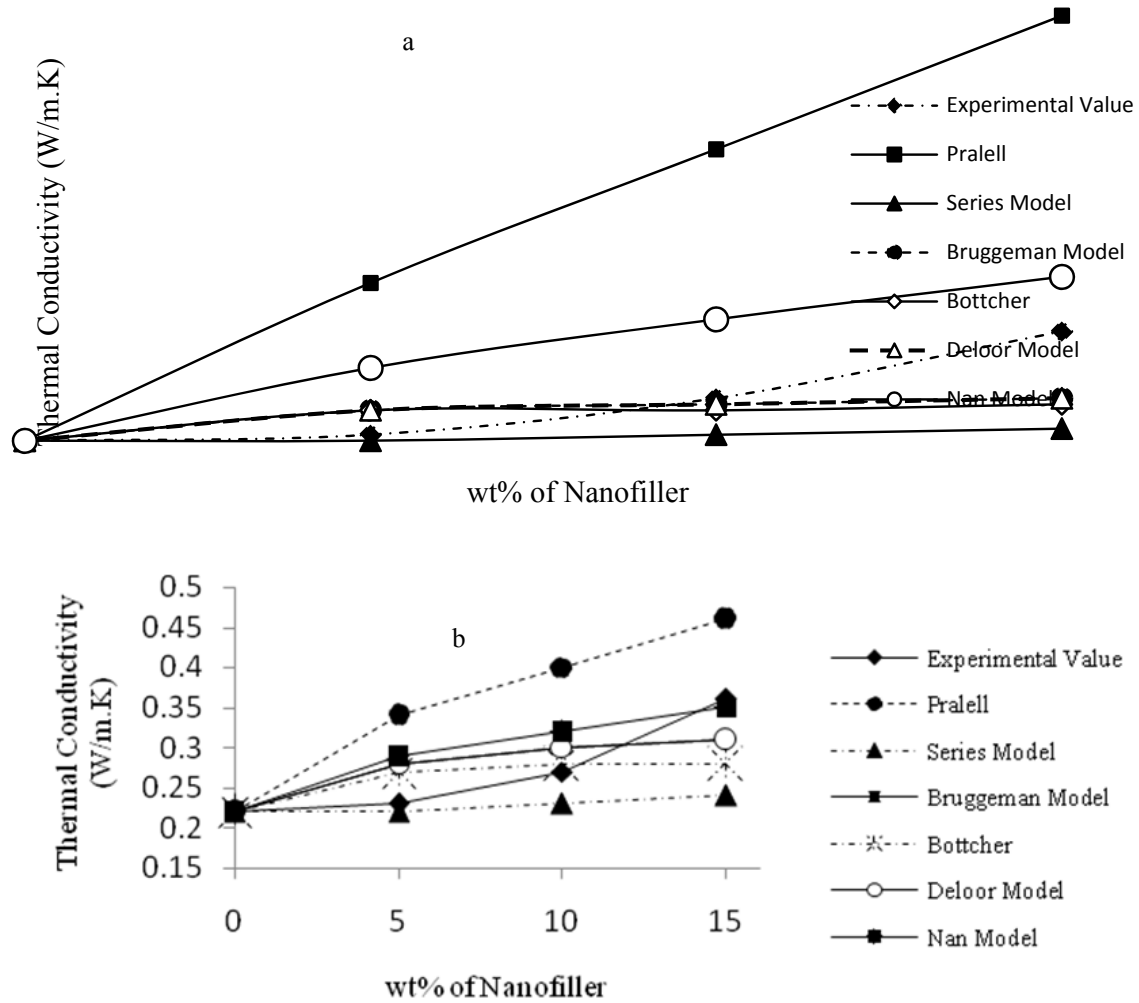 a
Thermal Conductivity (W/m.K)
Experimental Value
Pralell
Series Model
Bruggeman Model
Bottcher
Deloor Model
Nan Model
wt% of Nanofiller
b
Thermal Conductivity
(W/m.K)
0.5
0.45
0.4
0.35
0.3
0.25
0.2
0.15
0 5 10 15
wt% of Nanofiller
Experimental Value
Pralell
Series Model
Bruggeman Model
Bottcher
Deloor Model
Nan Model